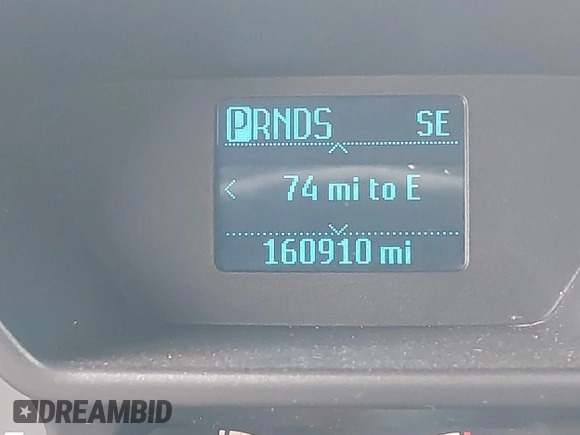 PRNDS SE
74 mi to E
160910 mi
DREAMBID